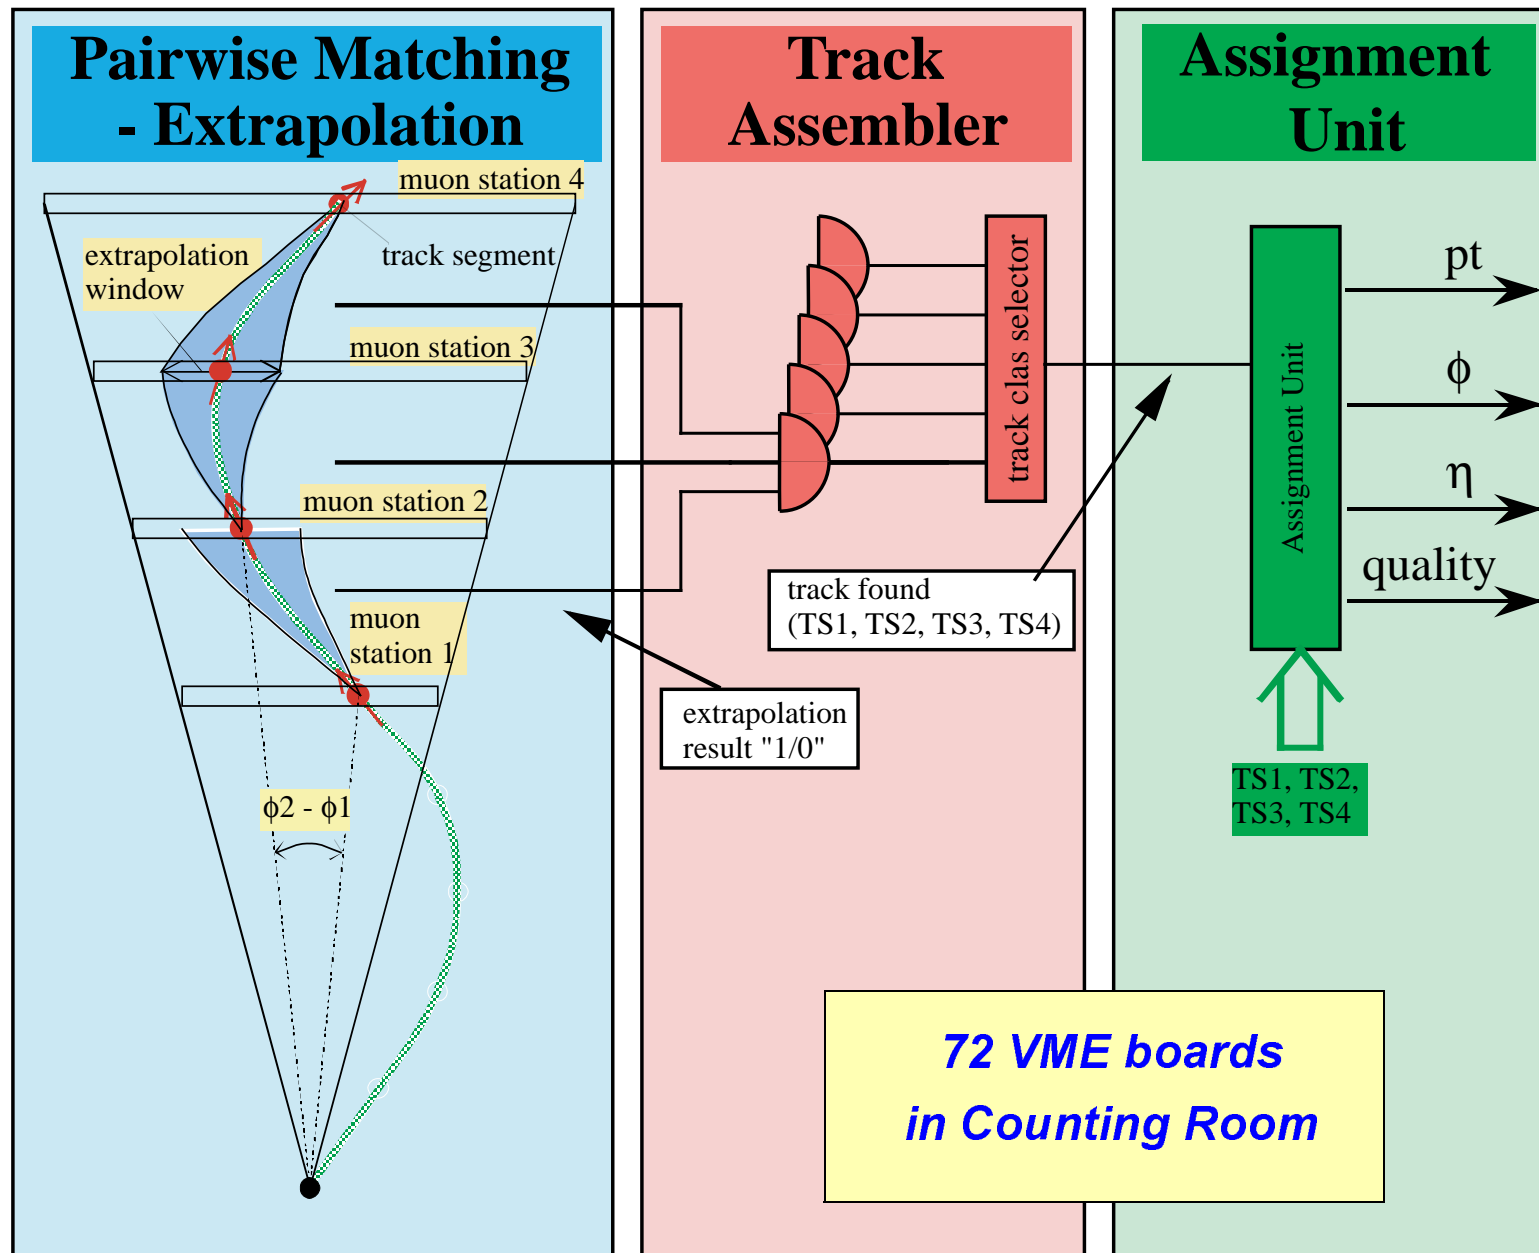 Pairwise Matching
- Extrapolation
muon station 4
track segment
extrapolation
window
muon station 3
muon station 2
muon
station 1
ϕ2 - ϕ1
Track
Assembler
track clas selector
track found
(TS1, TS2, TS3, TS4)
extrapolation
result "1/0"
Assignment
Unit
Assignment Unit
pt
ϕ
η
quality
TS1, TS2,
TS3, TS4
72 VME boards
in Counting Room